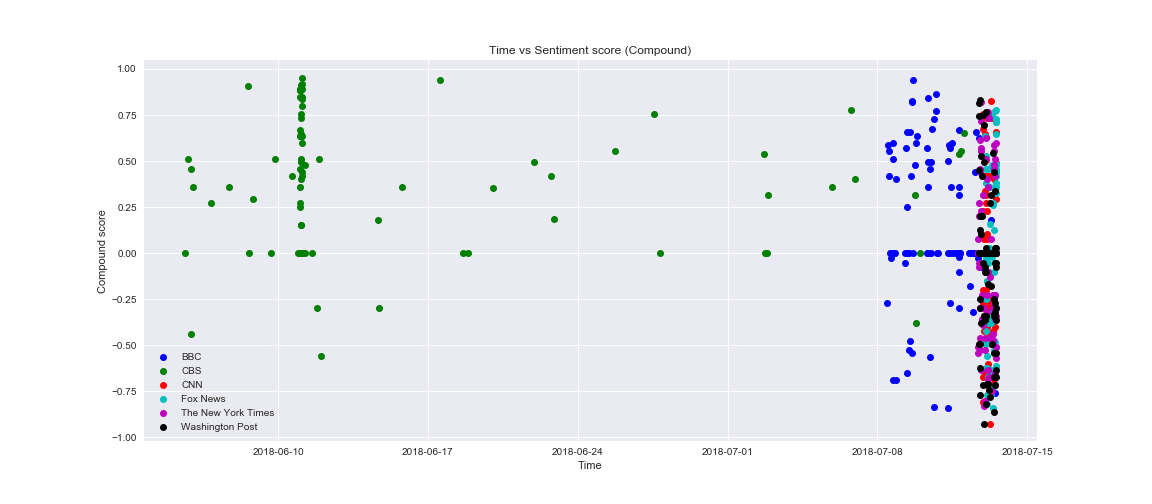 Time vs Sentiment score (Compound)
Compound score
1.00
0.75
0.50
0.25
0.00
−0.25
−0.50
−0.75
−1.00
BBC
CBS
CNN
Fox News
The New York Times
Washington Post
2018-06-10 2018-06-17 2018-06-24 2018-07-01 2018-07-08 2018-07-15
Time